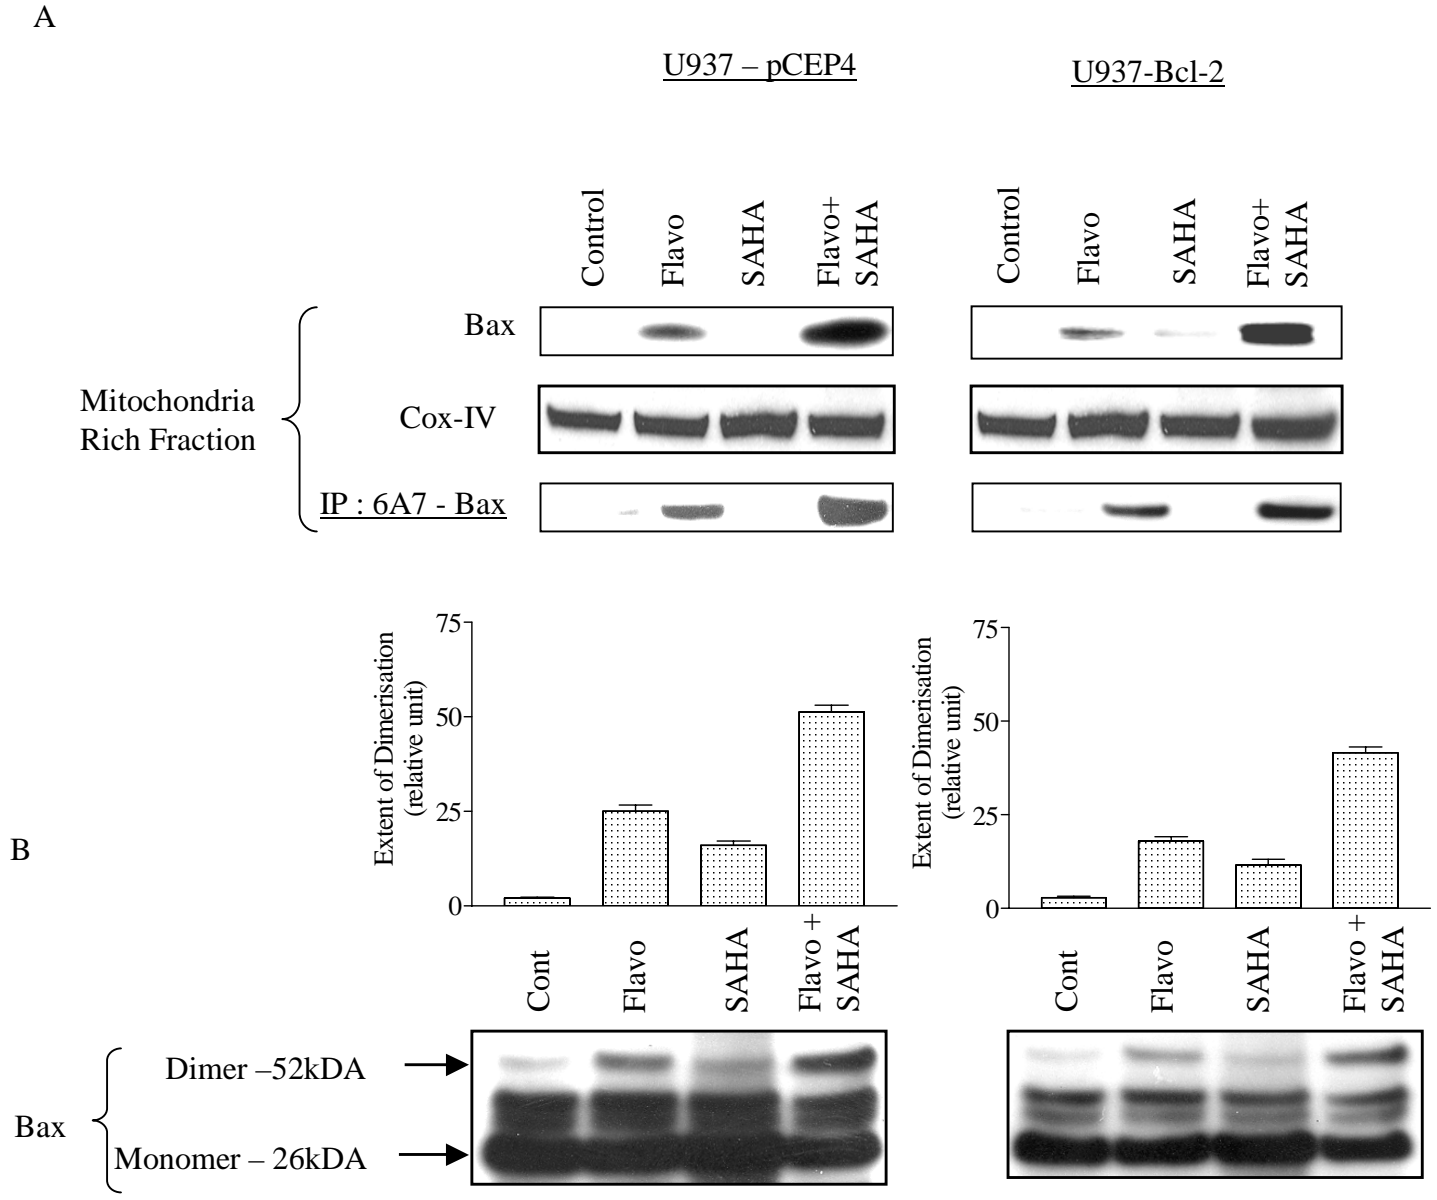 A
U937 – pCEP4
U937-Bcl-2
Control
Flavo
SAHA
Flavo+
SAHA
Control
Flavo
SAHA
Flavo+
SAHA
Mitochondria
Rich Fraction
Bax
Cox-IV
IP : 6A7 - Bax
B
Extent of Dimerisation
(relative unit)
75
50
25
0
Cont
Flavo
SAHA
Flavo +
SAHA
Extent of Dimerisation
(relative unit)
75
50
25
0
Cont
Flavo
SAHA
Flavo +
SAHA
Bax
Dimer –52kDA
Monomer – 26kDA